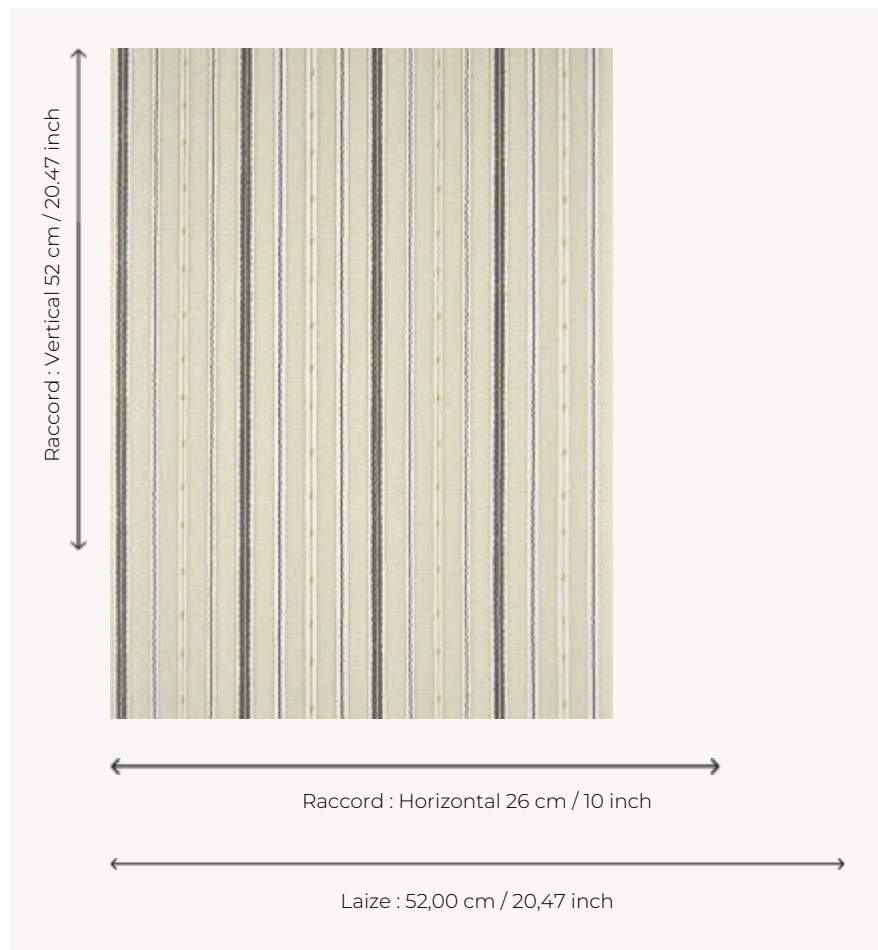 Raccord : Vertical 52 cm / 20.47 inch
Raccord : Horizontal 26 cm / 10 inch
Laize : 52,00 cm / 20,47 inch